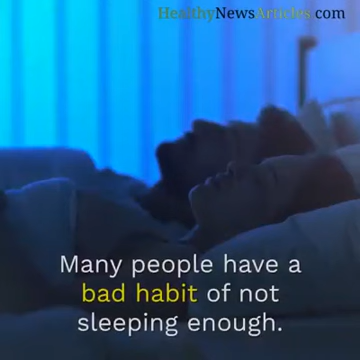 HealthyNewsArticles.com
Many people have a
bad habit of not
sleeping enough.